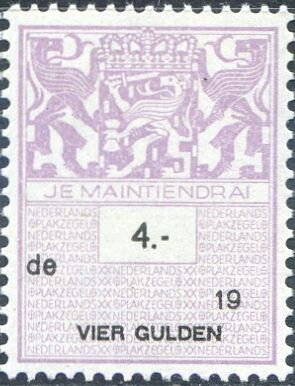 JE MAINTIENDRAI
4.-
de
19
VIER GULDEN
NEDERLANDS
PLAKZEGEL